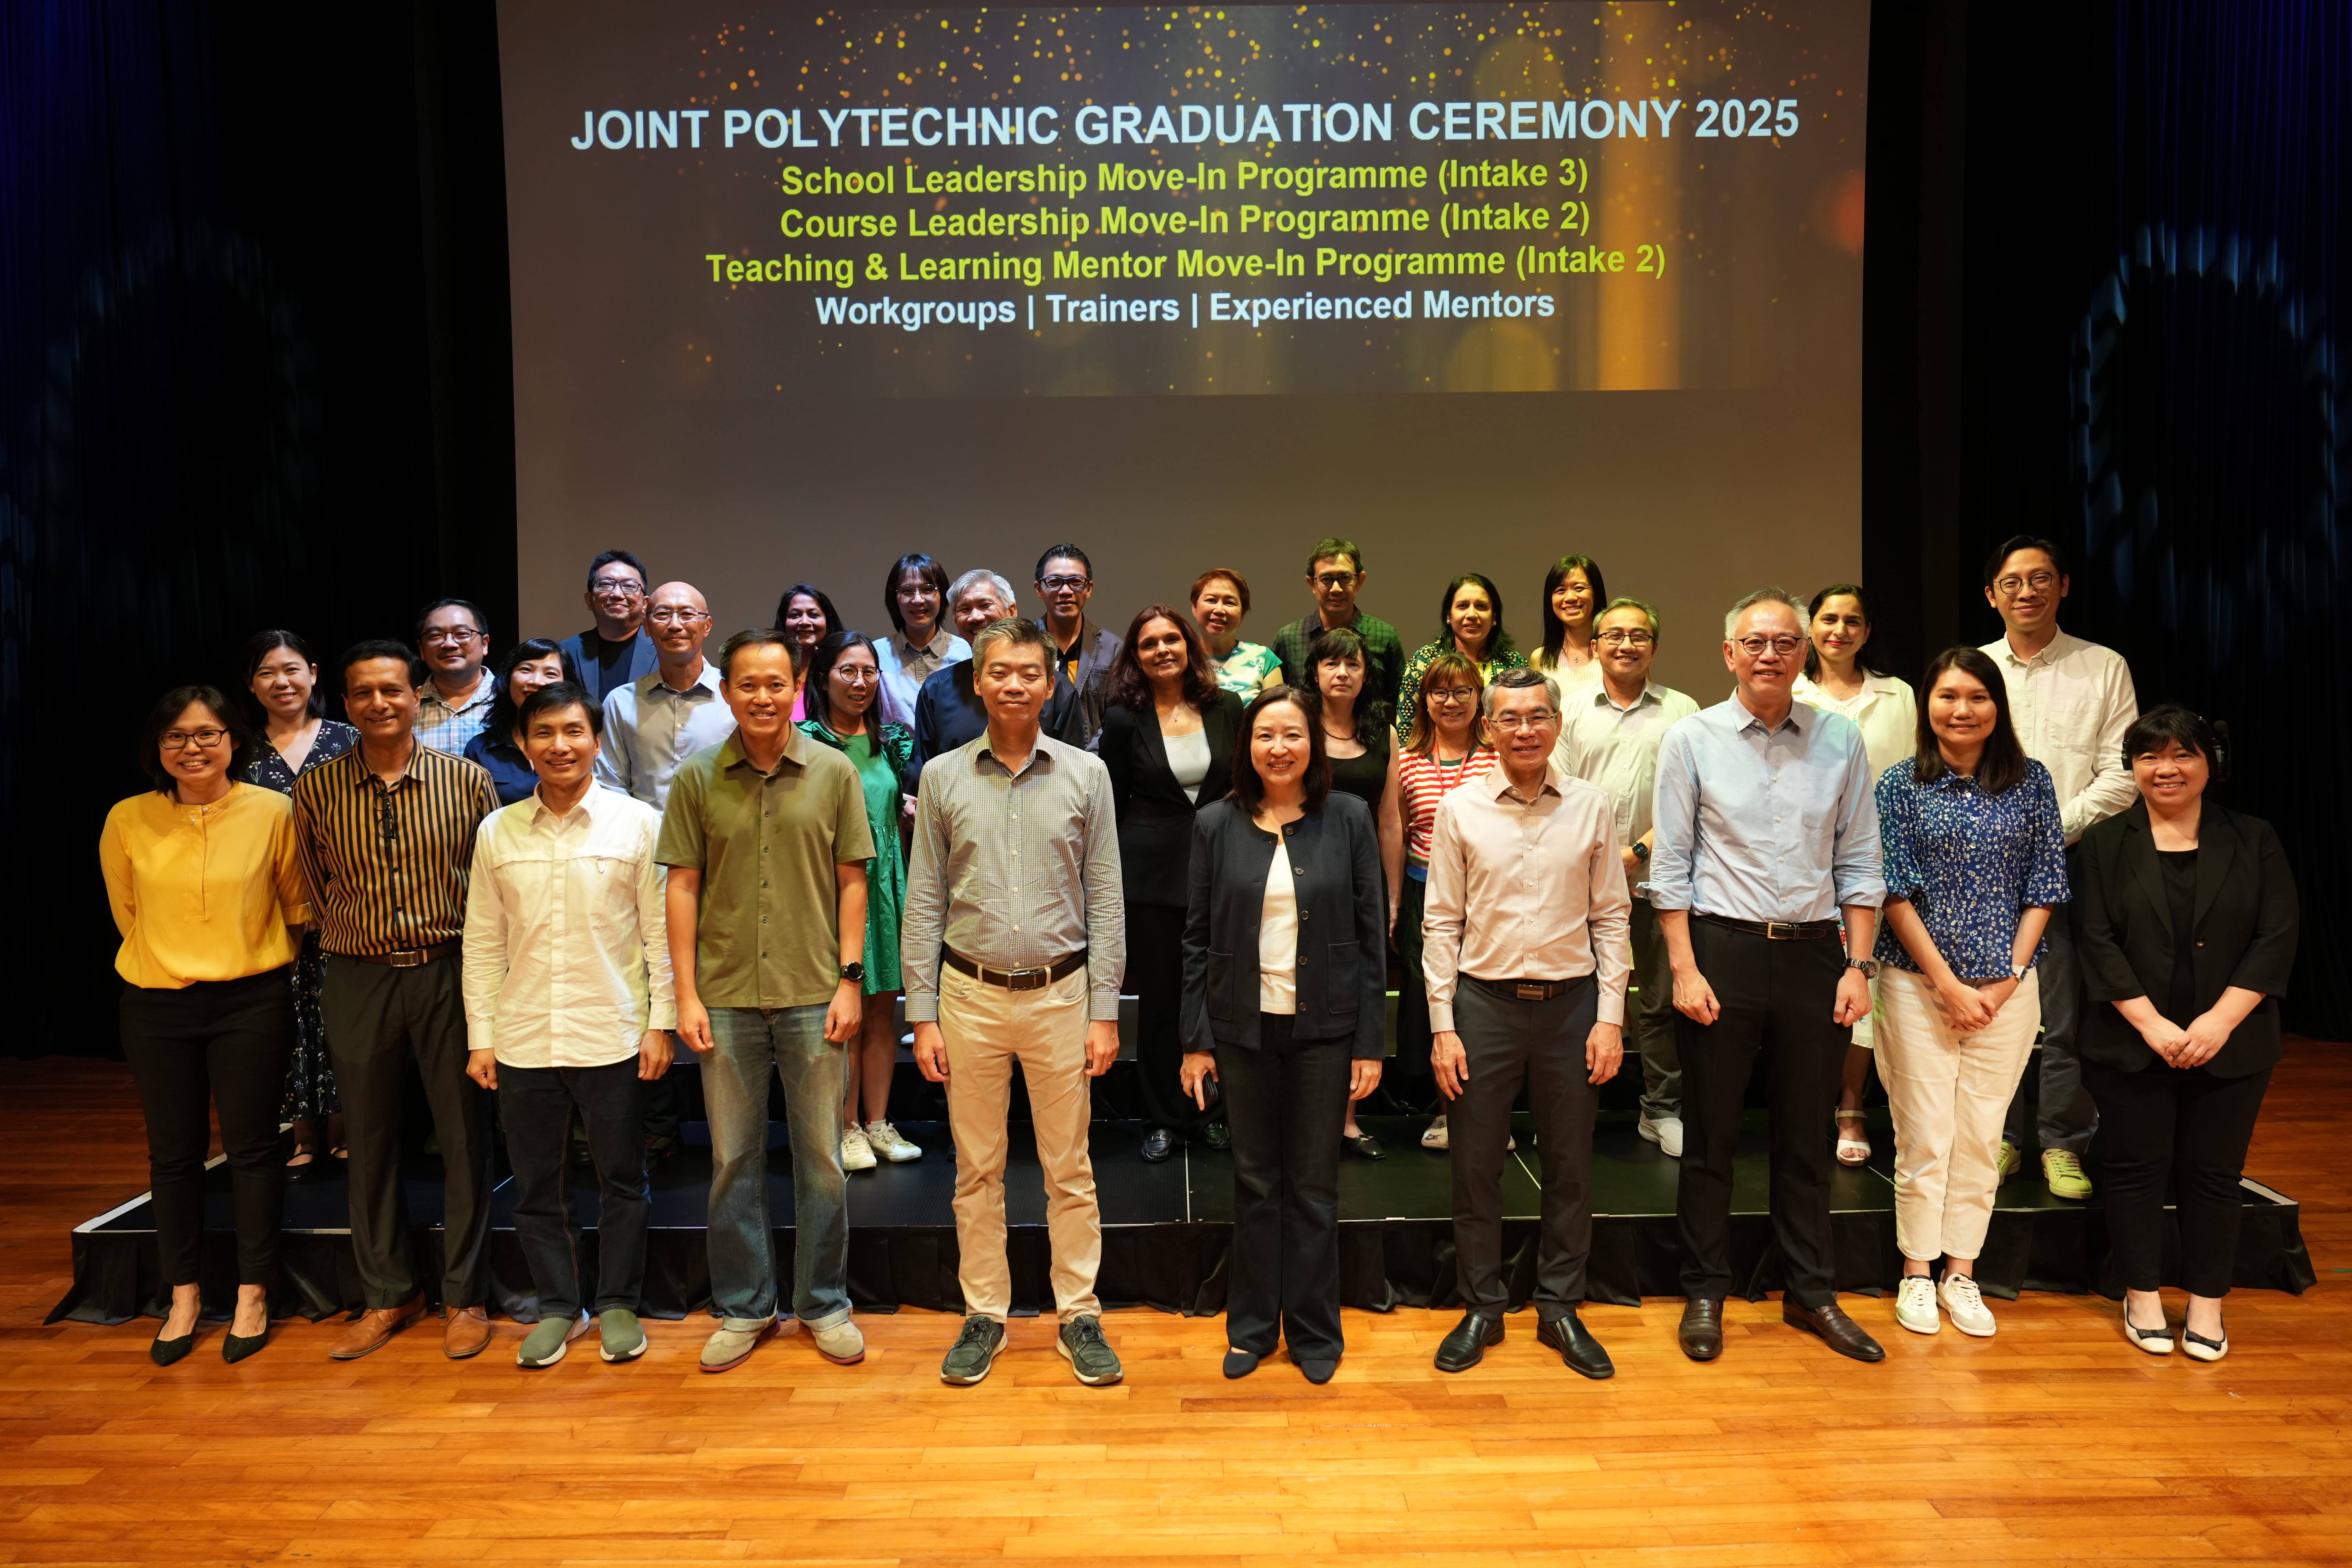 JOINT POLYTECHNIC GRADUATION CEREMONY 2025
School Leadership Move-In Programme (Intake 3)
Course Leadership Move-In Programme (Intake 2)
Teaching & Learning Mentor Move-In Programme (Intake 2)
Workgroups | Trainers | Experienced Mentors